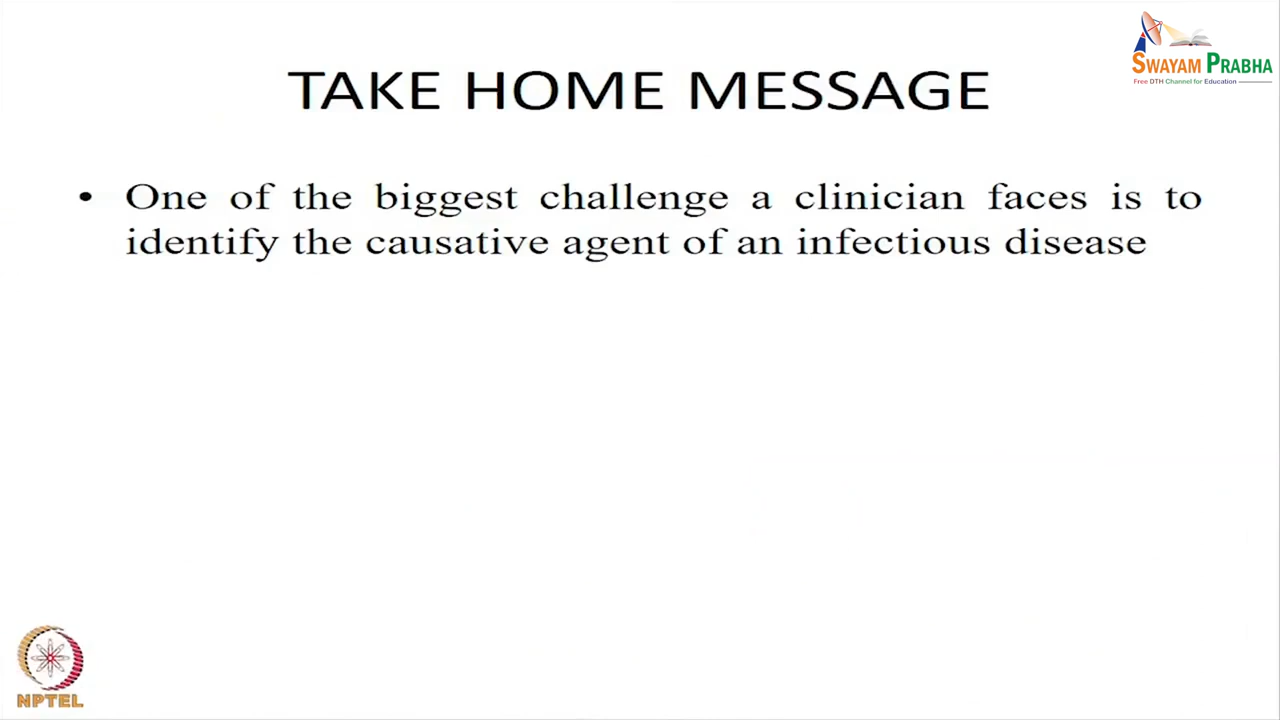 SWAYAM PRABHA
Free DTH Channel for Education
TAKE HOME MESSAGE
• One of the biggest challenge a clinician faces is to
identify the causative agent of an infectious disease
NPTEL